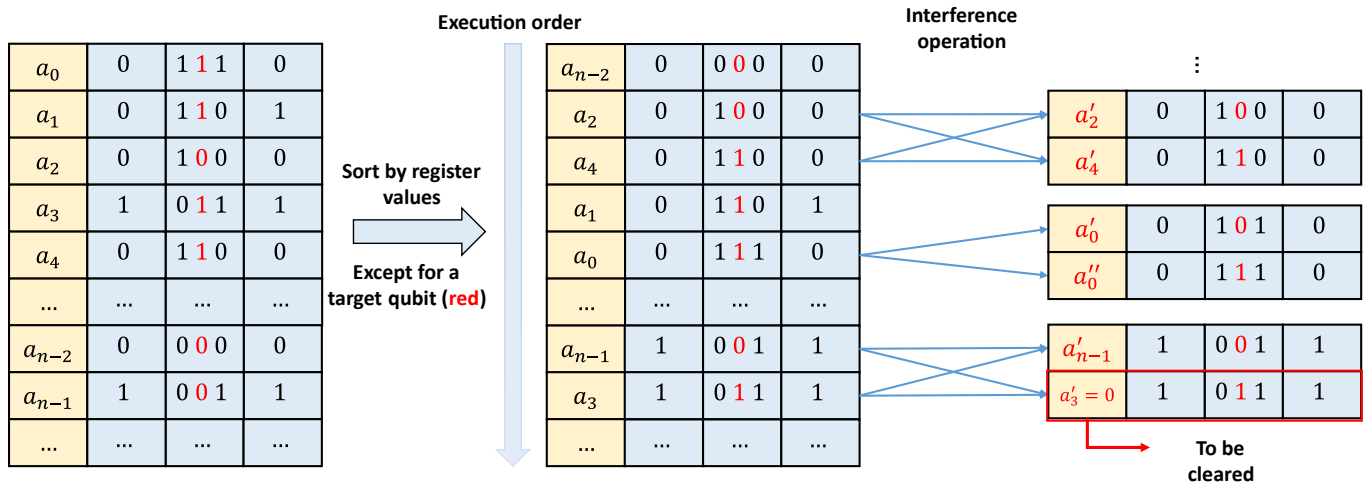 Execution order
Interference
operation
a_0 0 1 1 1 0
a_1 0 1 1 0 1
a_2 0 1 0 0 0
a_3 1 0 1 1 1
a_4 0 1 1 0 0
... ... ... ...
a_{n-2} 0 0 0 0 0
a_{n-1} 1 0 0 1 1
... ... ... ...
Sort by register
values
Except for a
target qubit (red)
a_{n-2} 0 0 0 0 0
a_2 0 1 0 0 0
a_4 0 1 1 0 0
a_1 0 1 1 0 1
a_0 0 1 1 1 0
... ... ... ...
a_{n-1} 1 0 0 1 1
a_3 1 0 1 1 1
... ... ... ...
⋮
a'_2 0 1 0 0 0
a'_4 0 1 1 0 0
a'_0 0 1 0 1 0
a''_0 0 1 1 1 0
a'_{n-1} 1 0 0 1 1
a'_3 = 0 1 0 1 1 1
To be
cleared